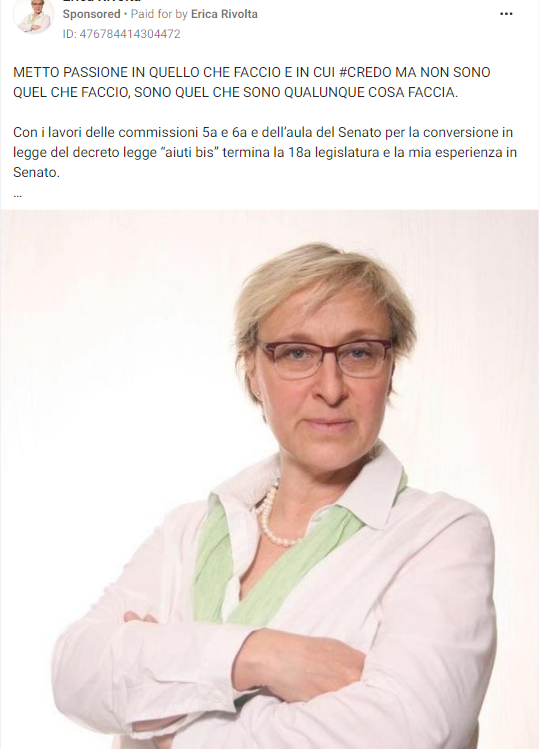 Erica Rivolta
Sponsored • Paid for by Erica Rivolta
ID: 476784414304472
METTO PASSIONE IN QUELLO CHE FACCIO E IN CUI #CREDO MA NON SONO
QUEL CHE FACCIO, SONO QUEL CHE SONO QUALUNQUE COSA FACCIA.
Con i lavori delle commissioni 5a e 6a e dell’aula del Senato per la conversione in
legge del decreto legge “aiuti bis” termina la 18a legislatura e la mia esperienza in
Senato.
...